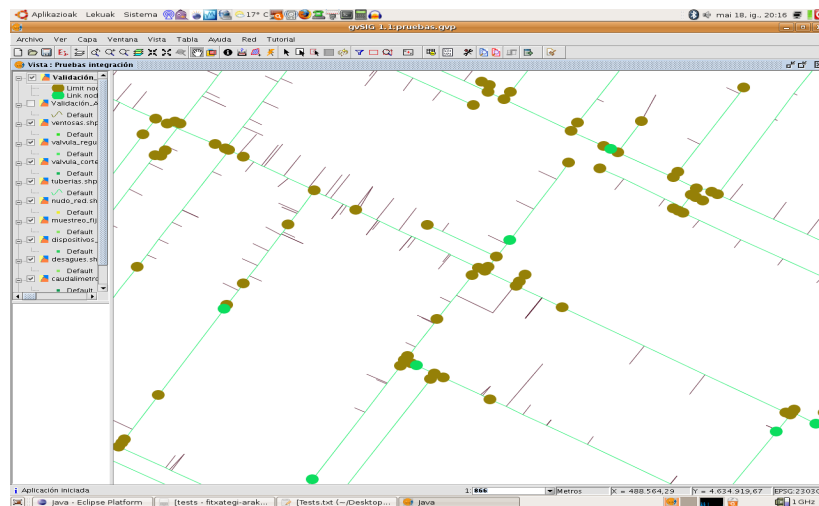 Aplikazioak Lekuak Sistema 17° C mai 18, ig., 20:16
gvSIG 1.1:pruebas.gvp
Archivo Ver Capa Ventana Vista Tabla Ayuda Red Tutorial
Vista : Pruebas integración
Validación_
Limit noc
Link nod
Validación_A
Default
ventosas.shp
Default
valvula_regu
Default
valvula_corte
Default
tuberias.shp
Default
nudo_red.sh
Default
muestreo_fij
Default
dispositivos_
Default
desagues.sh
Default
caudalimetro
Default
Aplicación iniciada 1: 866 Metros X = 488.564,29 Y = 4.634.919,67 EPSG:23030
Java - Eclipse Platform [tests - fitxategi-arak... [Tests.txt (~/Desktop... Java 1 GHz